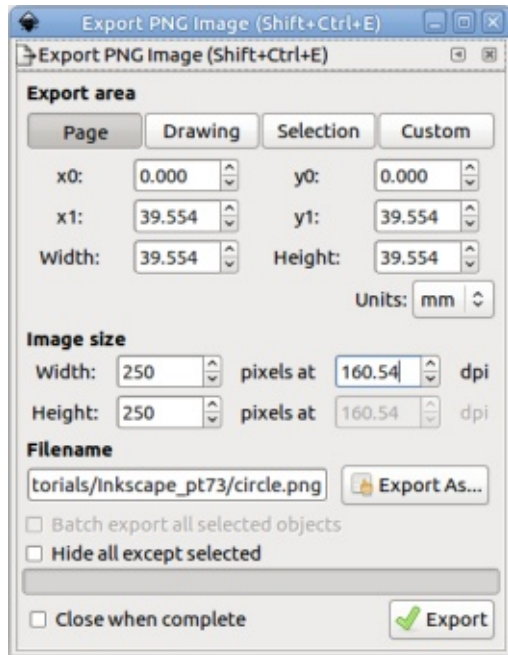 Export PNG Image (Shift+Ctrl+E)
Export PNG Image (Shift+Ctrl+E)
Export area
Page Drawing Selection Custom
x0: 0.000 y0: 0.000
x1: 39.554 y1: 39.554
Width: 39.554 Height: 39.554
Units: mm
Image size
Width: 250 pixels at 160.54 dpi
Height: 250 pixels at 160.54 dpi
Filename
torials/Inkscape_pt73/circle.png Export As...
Batch export all selected objects
Hide all except selected
Close when complete Export